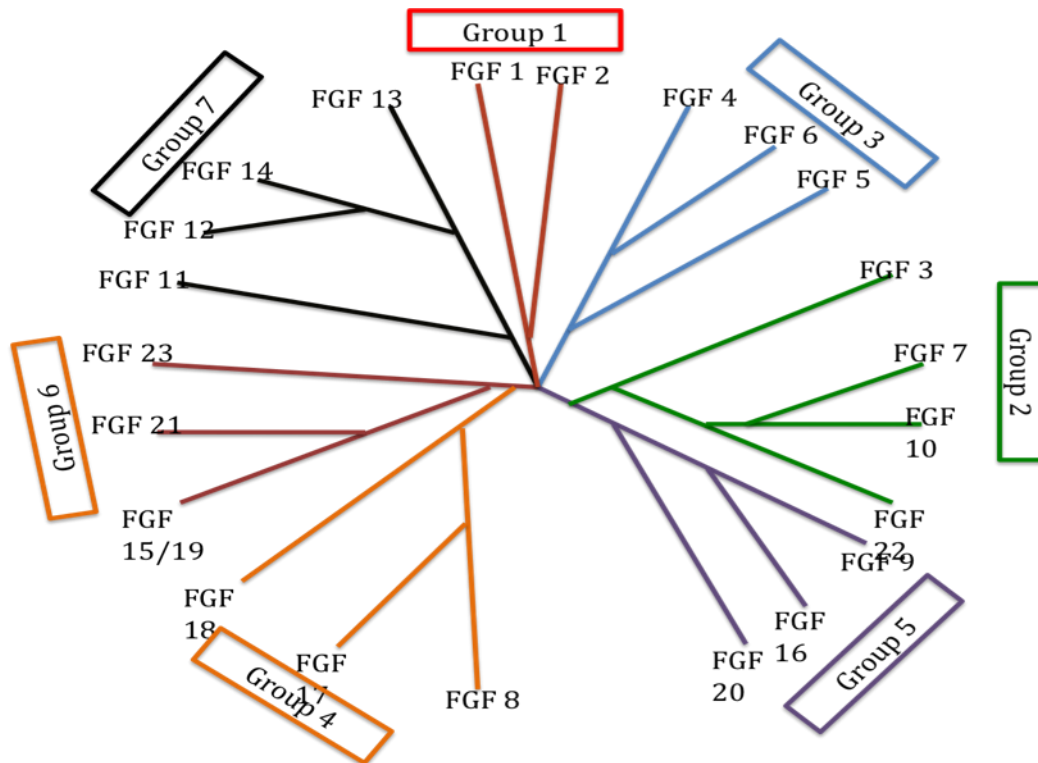 Group 1
FGF 1
FGF 2
Group 3
FGF 4
FGF 6
FGF 5
Group 7
FGF 13
FGF 14
FGF 12
FGF 11
FGF 3
FGF 7
FGF
10
Group 2
FGF
22
Group 6
FGF 23
FGF 21
FGF
15/19
FGF
18
FGF
17
Group 4
FGF 8
FGF 9
FGF
16
FGF
20
Group 5